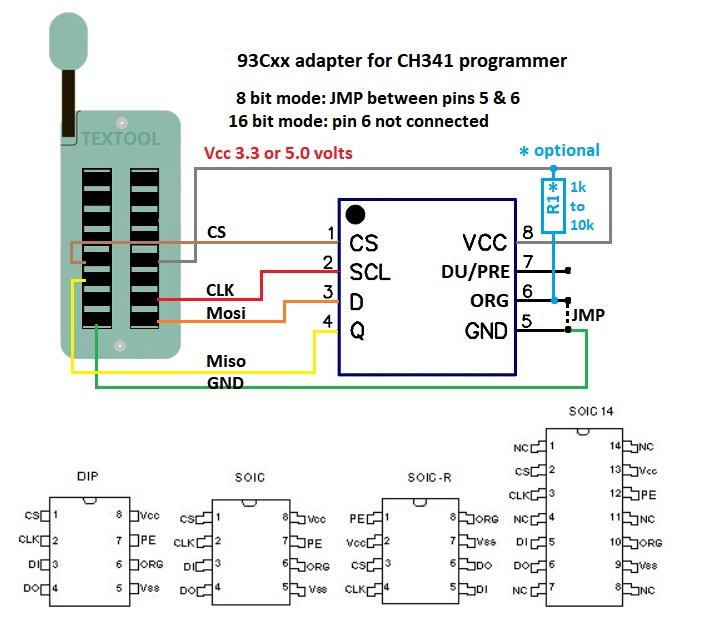 93Cxx adapter for CH341 programmer
8 bit mode: JMP between pins 5 & 6
16 bit mode: pin 6 not connected
TEXTOOL
Vcc 3.3 or 5.0 volts
* optional
R1*
1k
to
10k
CS
1
CS
VCC
8
2
SCL
DU/PRE
7
CLK
3
D
ORG
6
Mosi
JMP
4
Q
GND
5
Miso
GND
DIP
CS 1 8 Vcc
CLK 2 7 PE
DI 3 6 ORG
DO 4 5 Vss
SOIC
CS 1 8 Vcc
CLK 2 7 PE
DI 3 6 ORG
DO 4 5 Vss
SOIC-R
PE 1 8 ORG
Vcc 2 7 Vss
CS 3 6 DO
CLK 4 5 DI
SOIC 14
NC 1 14 NC
CS 2 13 Vcc
CLK 3 12 PE
NC 4 11 NC
DI 5 10 ORG
DO 6 9 Vss
NC 7 8 NC